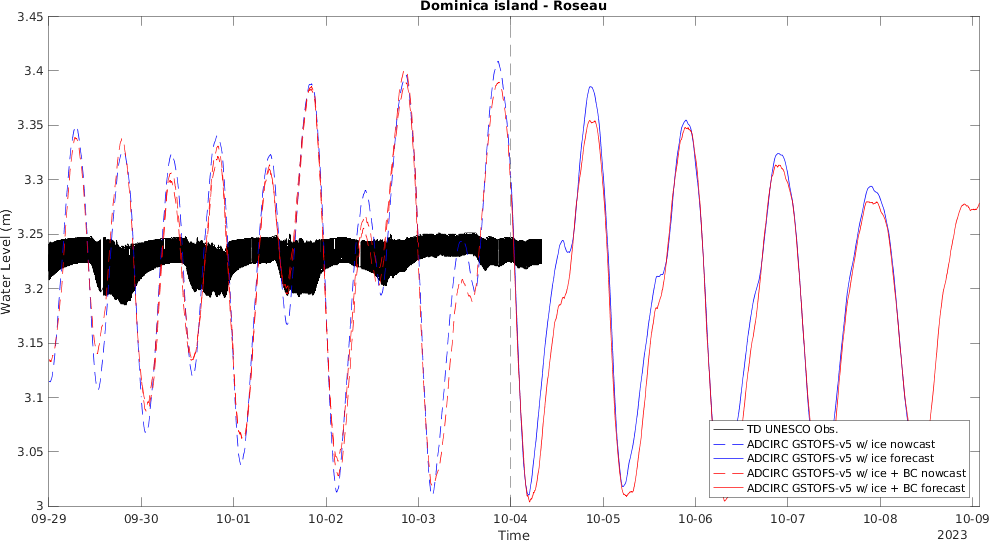 Dominica island - Roseau
3.45
3.4
3.35
3.3
3.25
3.2
3.15
3.1
3.05
3
Water Level (m)
TD UNESCO Obs.
ADCIRC GSTOFS-v5 w/ ice nowcast
ADCIRC GSTOFS-v5 w/ ice forecast
ADCIRC GSTOFS-v5 w/ ice + BC nowcast
ADCIRC GSTOFS-v5 w/ ice + BC forecast
09-29 09-30 10-01 10-02 10-03 10-04 10-05 10-06 10-07 10-08 10-09
Time
2023